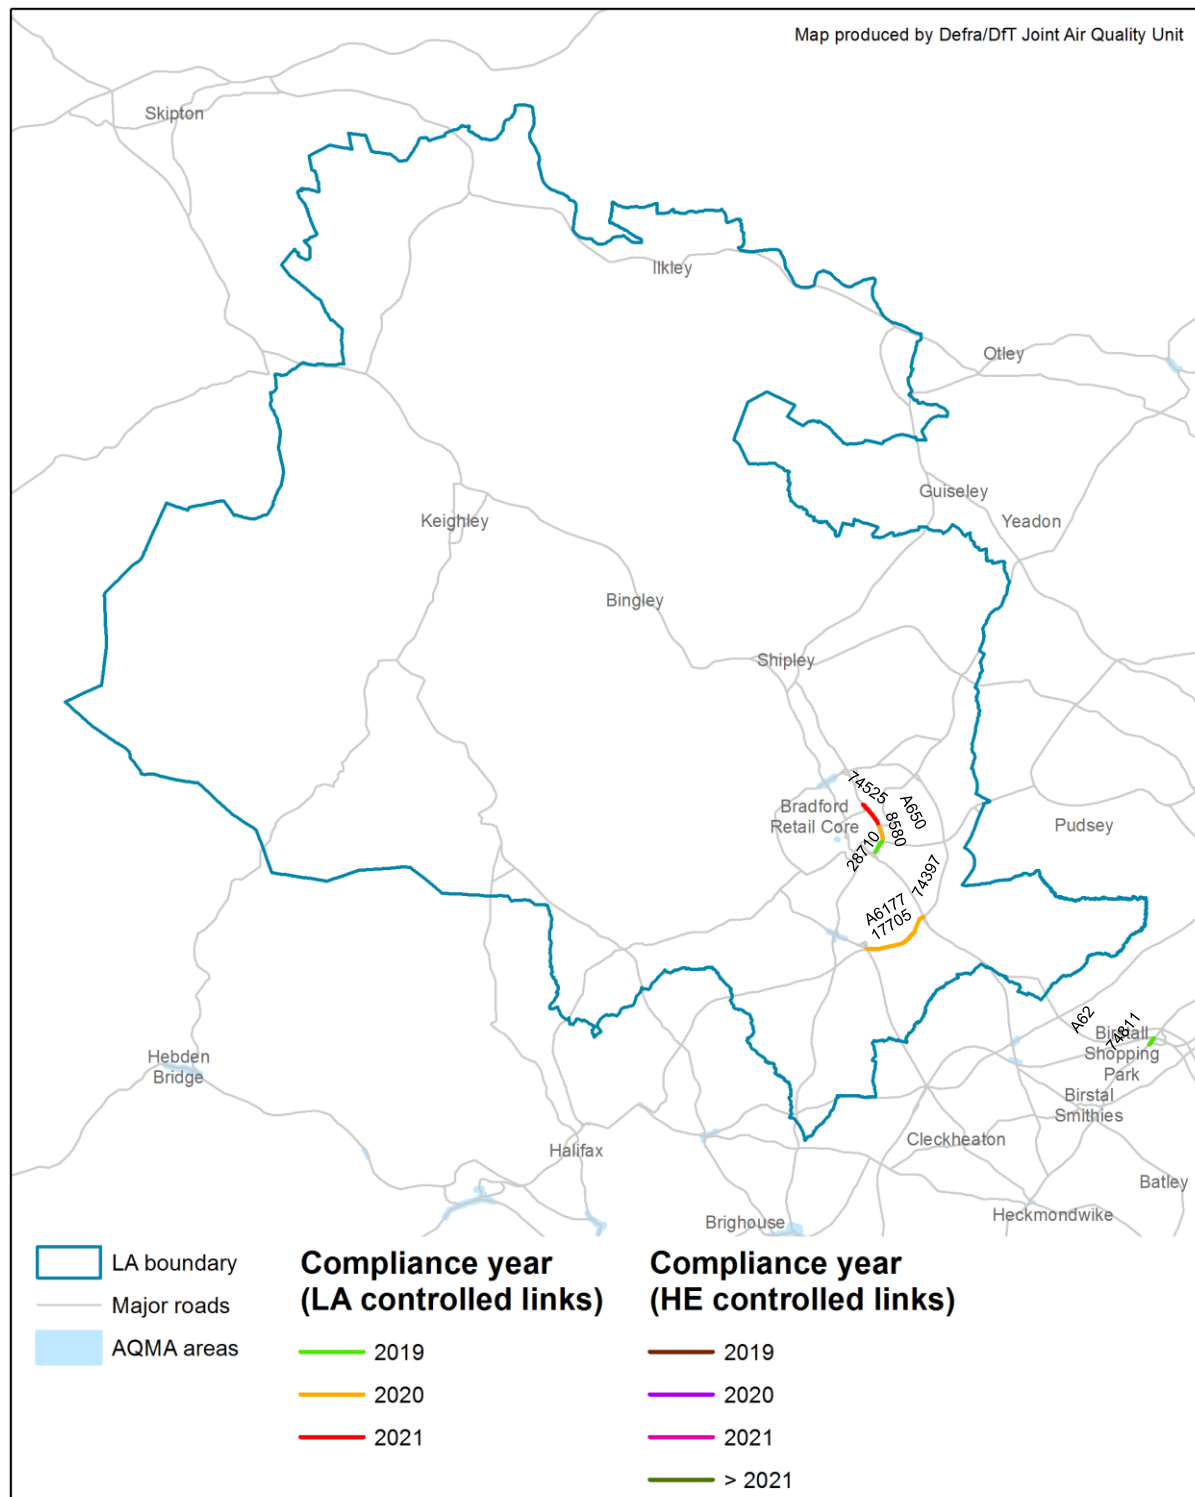 Map produced by Defra/DfT Joint Air Quality Unit
Skipton
Ilkley
Otley
Guiseley
Yeadon
Keighley
Bingley
Shipley
74525
A650
Bradford
Retail Core
8580
Pudsey
28710
74397
A6177
17705
A62
74811
Birstall
Shopping
Park
Hebden
Bridge
Birstal
Smithies
Cleckheaton
Halifax
Batley
Heckmondwike
Brighouse
LA boundary
Major roads
AQMA areas
Compliance year
(LA controlled links)
2019
2020
2021
Compliance year
(HE controlled links)
2019
2020
2021
> 2021